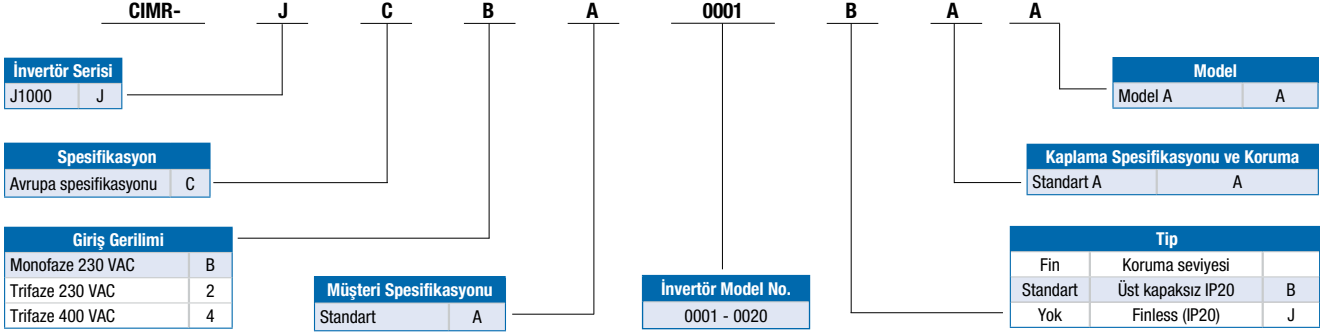 CIMR- J C B A 0001 B A A
İnvertör Serisi
J1000 J
Spesifikasyon
Avrupa spesifikasyonu C
Giriş Gerilimi
Monofaze 230 VAC B
Trifaze 230 VAC 2
Trifaze 400 VAC 4
Müşteri Spesifikasyonu
Standart A
İnvertör Model No.
0001 - 0020
Model
Model A A
Kaplama Spesifikasyonu ve Koruma
Standart A A
Tip
Fin Koruma seviyesi
Standart Üst kapaksız IP20 B
Yok Finless (IP20) J